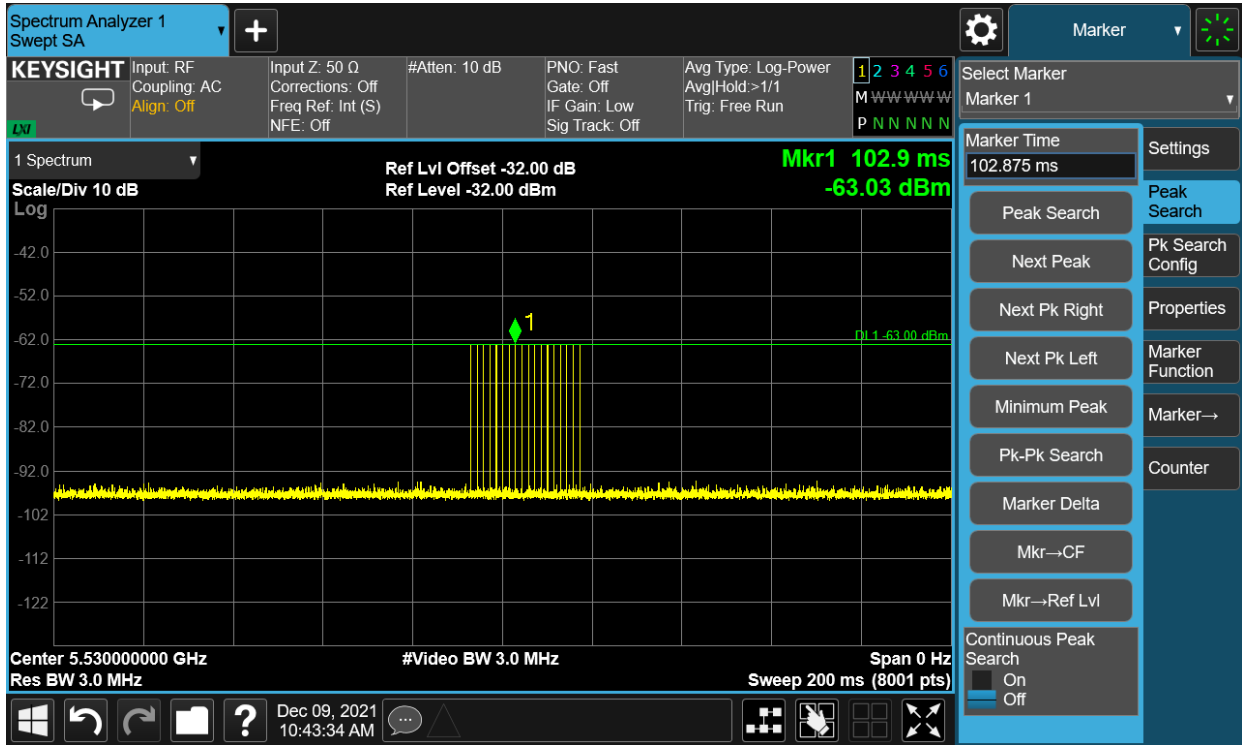 Spectrum Analyzer 1
Swept SA
+
Marker
KEYSIGHT
LXI
Input: RF
Coupling: AC
Align: Off
Input Z: 50 Ω
Corrections: Off
Freq Ref: Int (S)
NFE: Off
#Atten: 10 dB
PNO: Fast
Gate: Off
IF Gain: Low
Sig Track: Off
Avg Type: Log-Power
Avg|Hold:>1/1
Trig: Free Run
1 2 3 4 5 6
M W W W W W
P N N N N N
Select Marker
Marker 1
1 Spectrum
Scale/Div 10 dB
Log
Ref Lvl Offset -32.00 dB
Ref Level -32.00 dBm
Mkr1 102.9 ms
-63.03 dBm
-42.0
-52.0
-62.0
-72.0
-82.0
-92.0
-102
-112
-122
1
DL1 -63.00 dBm
Center 5.530000000 GHz
Res BW 3.0 MHz
#Video BW 3.0 MHz
Span 0 Hz
Sweep 200 ms (8001 pts)
Marker Time
102.875 ms
Peak Search
Next Peak
Next Pk Right
Next Pk Left
Minimum Peak
Pk-Pk Search
Marker Delta
Mkr→CF
Mkr→Ref Lvl
Continuous Peak
Search
On
Off
Settings
Peak
Search
Pk Search
Config
Properties
Marker
Function
Marker→
Counter
?
Dec 09, 2021
10:43:34 AM